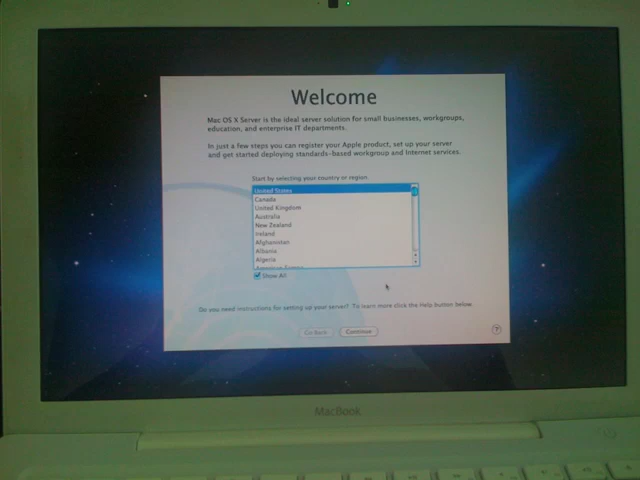 Welcome
Mac OS X Server is the ideal server solution for small businesses, workgroups,
education, and enterprise IT departments.
In just a few steps you can register your Apple product, set up your server
and get started deploying standards-based workgroup and Internet services.
Start by selecting your country or region.
United States
Canada
United Kingdom
Australia
New Zealand
Ireland
Afghanistan
Albania
Algeria
Show All
Do you need instructions for setting up your server? To learn more click the Help button below.
Go Back
Continue
?
MacBook